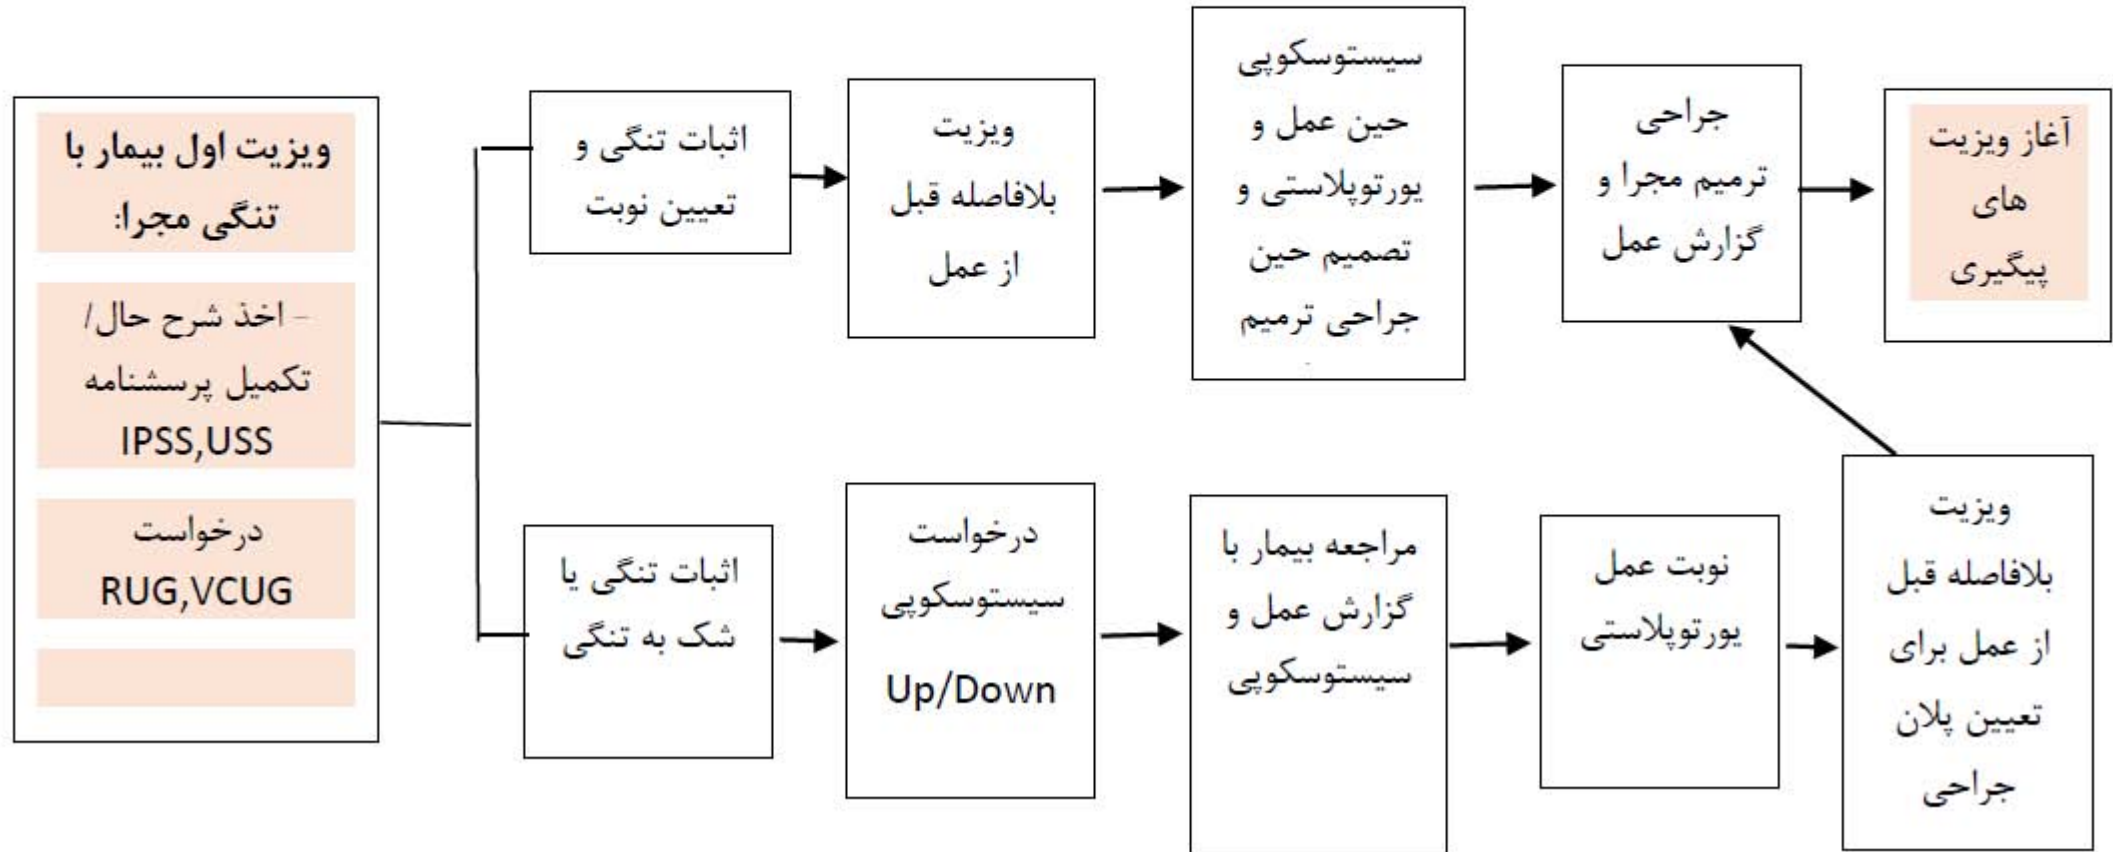 ویزیت اول بیمار با
تنگی مجرا:
- اخذ شرح حال/
تکمیل پرسشنامه
IPSS,USS
درخواست
RUG,VCUG
اثبات تنگی و
تعیین نوبت
ویزیت
بلافاصله قبل
از عمل
سیستوسکوپی
حین عمل و
یورتوپلاستی و
تصمیم حین
جراحی ترمیم
جراحی
ترمیم مجرا و
گزارش عمل
آغاز ویزیت
های
پیگیری
اثبات تنگی یا
شک به تنگی
درخواست
سیستوسکوپی
Up/Down
مراجعه بیمار با
گزارش عمل و
سیستوسکوپی
نوبت عمل
یورتوپلاستی
ویزیت
بلافاصله قبل
از عمل برای
تعیین پلان
جراحی